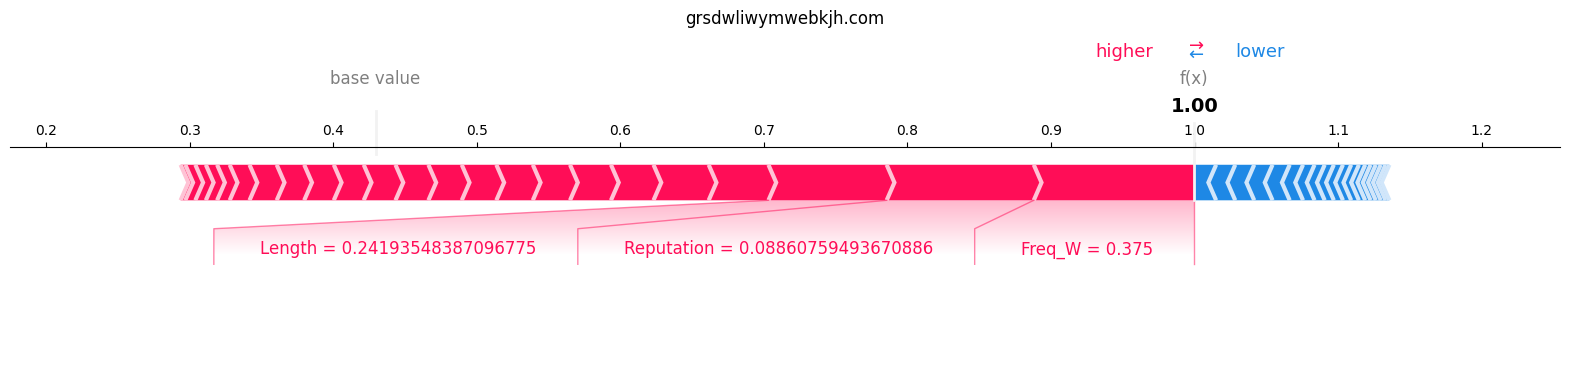 grsdwliwymwebkjh.com
higher → ← lower
base value
f(x)
1.00
0.2 0.3 0.4 0.5 0.6 0.7 0.8 0.9 1.0 1.1 1.2
Length = 0.24193548387096775 Reputation = 0.08860759493670886 Freq_W = 0.375